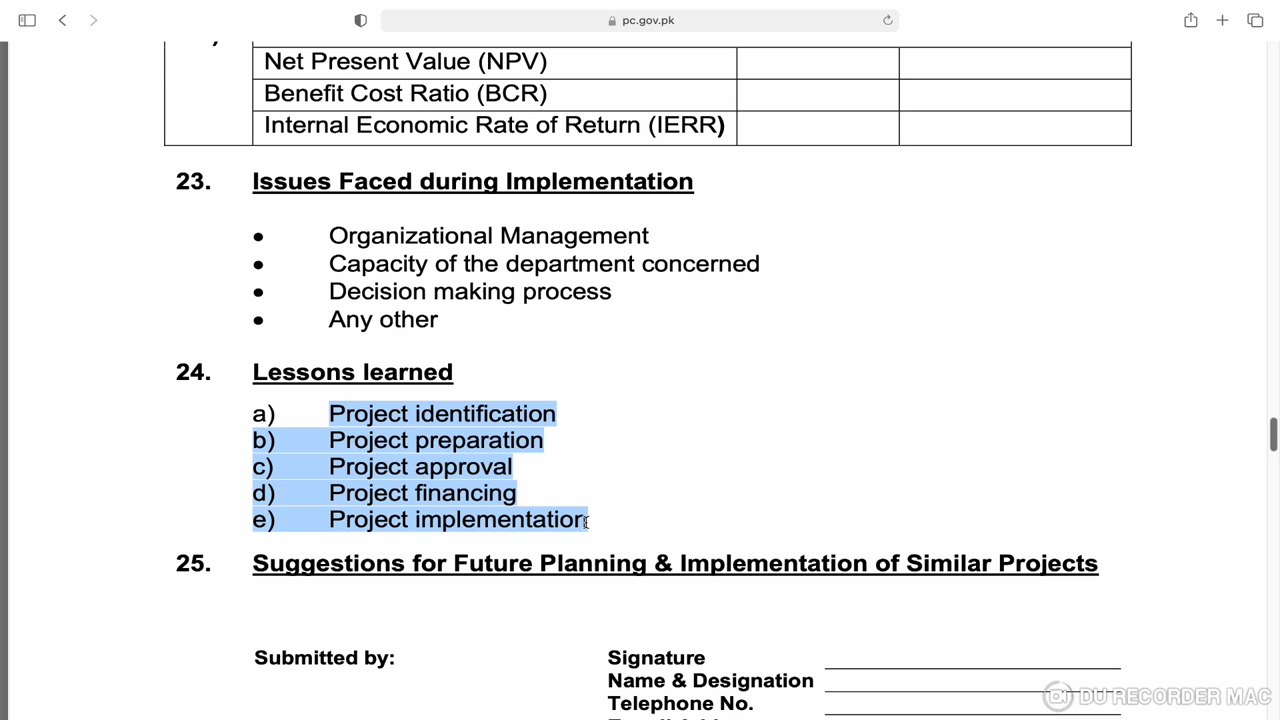 pc.gov.pk
Net Present Value (NPV)
Benefit Cost Ratio (BCR)
Internal Economic Rate of Return (IERR)
23. Issues Faced during Implementation
• Organizational Management
• Capacity of the department concerned
• Decision making process
• Any other
24. Lessons learned
a) Project identification
b) Project preparation
c) Project approval
d) Project financing
e) Project implementation
25. Suggestions for Future Planning & Implementation of Similar Projects
Submitted by: Signature
Name & Designation
Telephone No.
DU RECORDER MAC